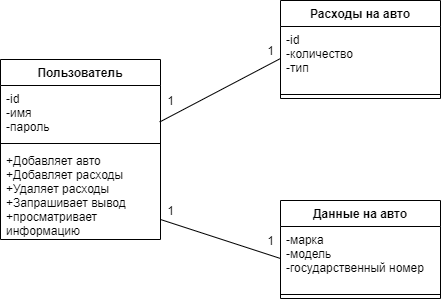 Пользователь
-id
-имя
-пароль
+Добавляет авто
+Добавляет расходы
+Удаляет расходы
+Запрашивает вывод
+просматривает
информацию
1
1
Расходы на авто
-id
-количество
-тип
1
1
Данные на авто
-марка
-модель
-государственный номер